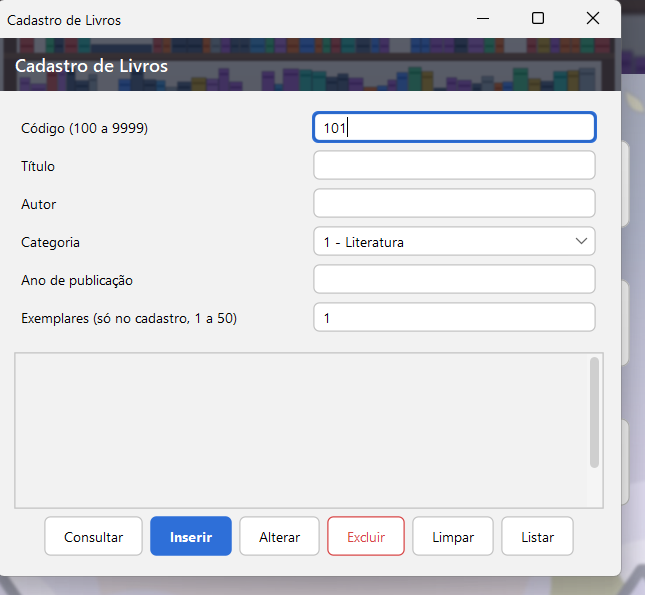 Cadastro de Livros
Cadastro de Livros
Código (100 a 9999) 101
Título
Autor
Categoria 1 - Literatura
Ano de publicação
Exemplares (só no cadastro, 1 a 50) 1
Consultar Inserir Alterar Excluir Limpar Listar